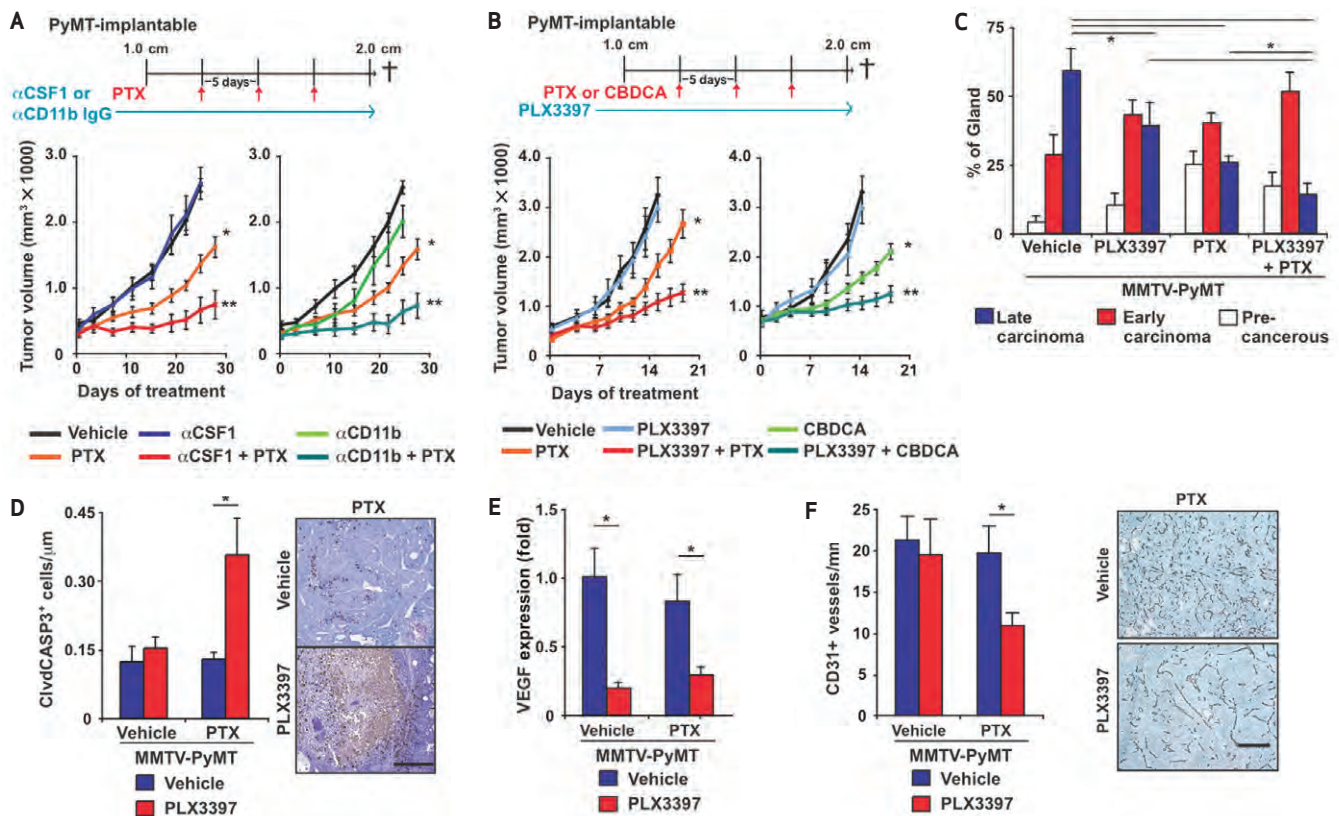 A
PyMT-implantable
1.0 cm
2.0 cm
~5 days~
αCSF1 or
αCD11b IgG
PTX
Tumor volume (mm³ × 1000)
3.0
2.0
1.0
0
0 10 20 30
3.0
2.0
1.0
0
0 10 20 30
*
**
*
**
Days of treatment
Vehicle
αCSF1
αCD11b
PTX
αCSF1 + PTX
αCD11b + PTX
B
PyMT-implantable
1.0 cm
2.0 cm
~5 days~
PTX or CBDCA
PLX3397
Tumor volume (mm³ × 1000)
4.0
3.0
2.0
1.0
0
0 7 14 21
4.0
3.0
2.0
1.0
0
0 7 14 21
*
**
*
**
Days of treatment
Days of treatment
Vehicle
PLX3397
CBDCA
PTX
PLX3397 + PTX
PLX3397 + CBDCA
C
% of Gland
75
50
25
0
*
*
Vehicle
PLX3397
PTX
PLX3397
+ PTX
MMTV-PyMT
Late
carcinoma
Early
carcinoma
Pre-
cancerous
D
ClvdCASP3⁺ cells/μm
0.45
0.30
0.15
0
*
Vehicle
PTX
MMTV-PyMT
Vehicle
PLX3397
PTX
Vehicle
PLX3397
E
VEGF expression (fold)
1.5
1.0
0.5
0
*
*
Vehicle
PTX
MMTV-PyMT
Vehicle
PLX3397
F
CD31+ vessels/mn
25
20
15
10
5
0
*
Vehicle
PTX
MMTV-PyMT
Vehicle
PLX3397
PTX
Vehicle
PLX3397